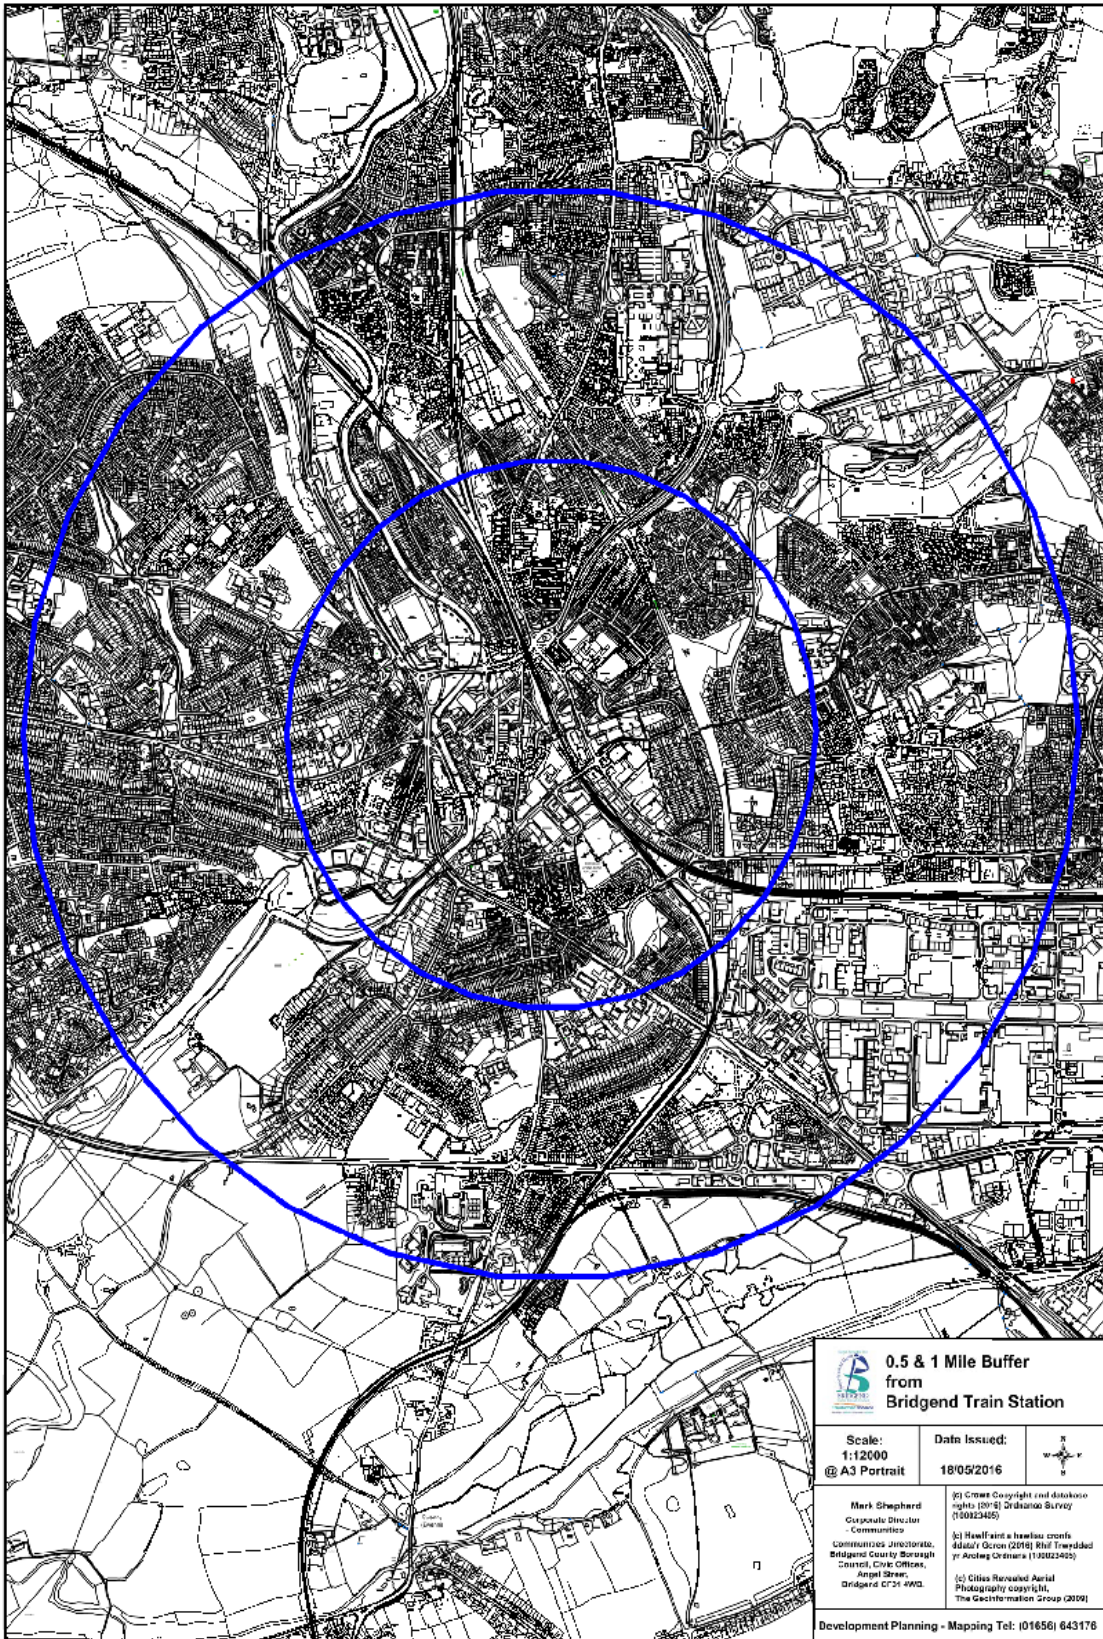 0.5 & 1 Mile Buffer
from
Bridgend Train Station
BRIDGEND
Scale:
1:12000
@ A3 Portrait
Date Issued:
18/05/2016
N
W
E
S
Mark Shepherd
Corporate Director
- Communities
Communities Directorate,
Bridgend County Borough
Council, Civic Offices,
Angel Street,
Bridgend CF31 4WB.
(c) Crown Copyright and database
rights (2016) Ordnance Survey
(100023405)
(c) Hawlfraint a hawliau cronfa
ddata'r Goron (2016) Rhif Trwydded
yr Arolwg Ordnans (100023405)
(c) Cities Revealed Aerial
Photography copyright,
The GeoInformation Group (2009)
Development Planning - Mapping Tel: (01656) 643176